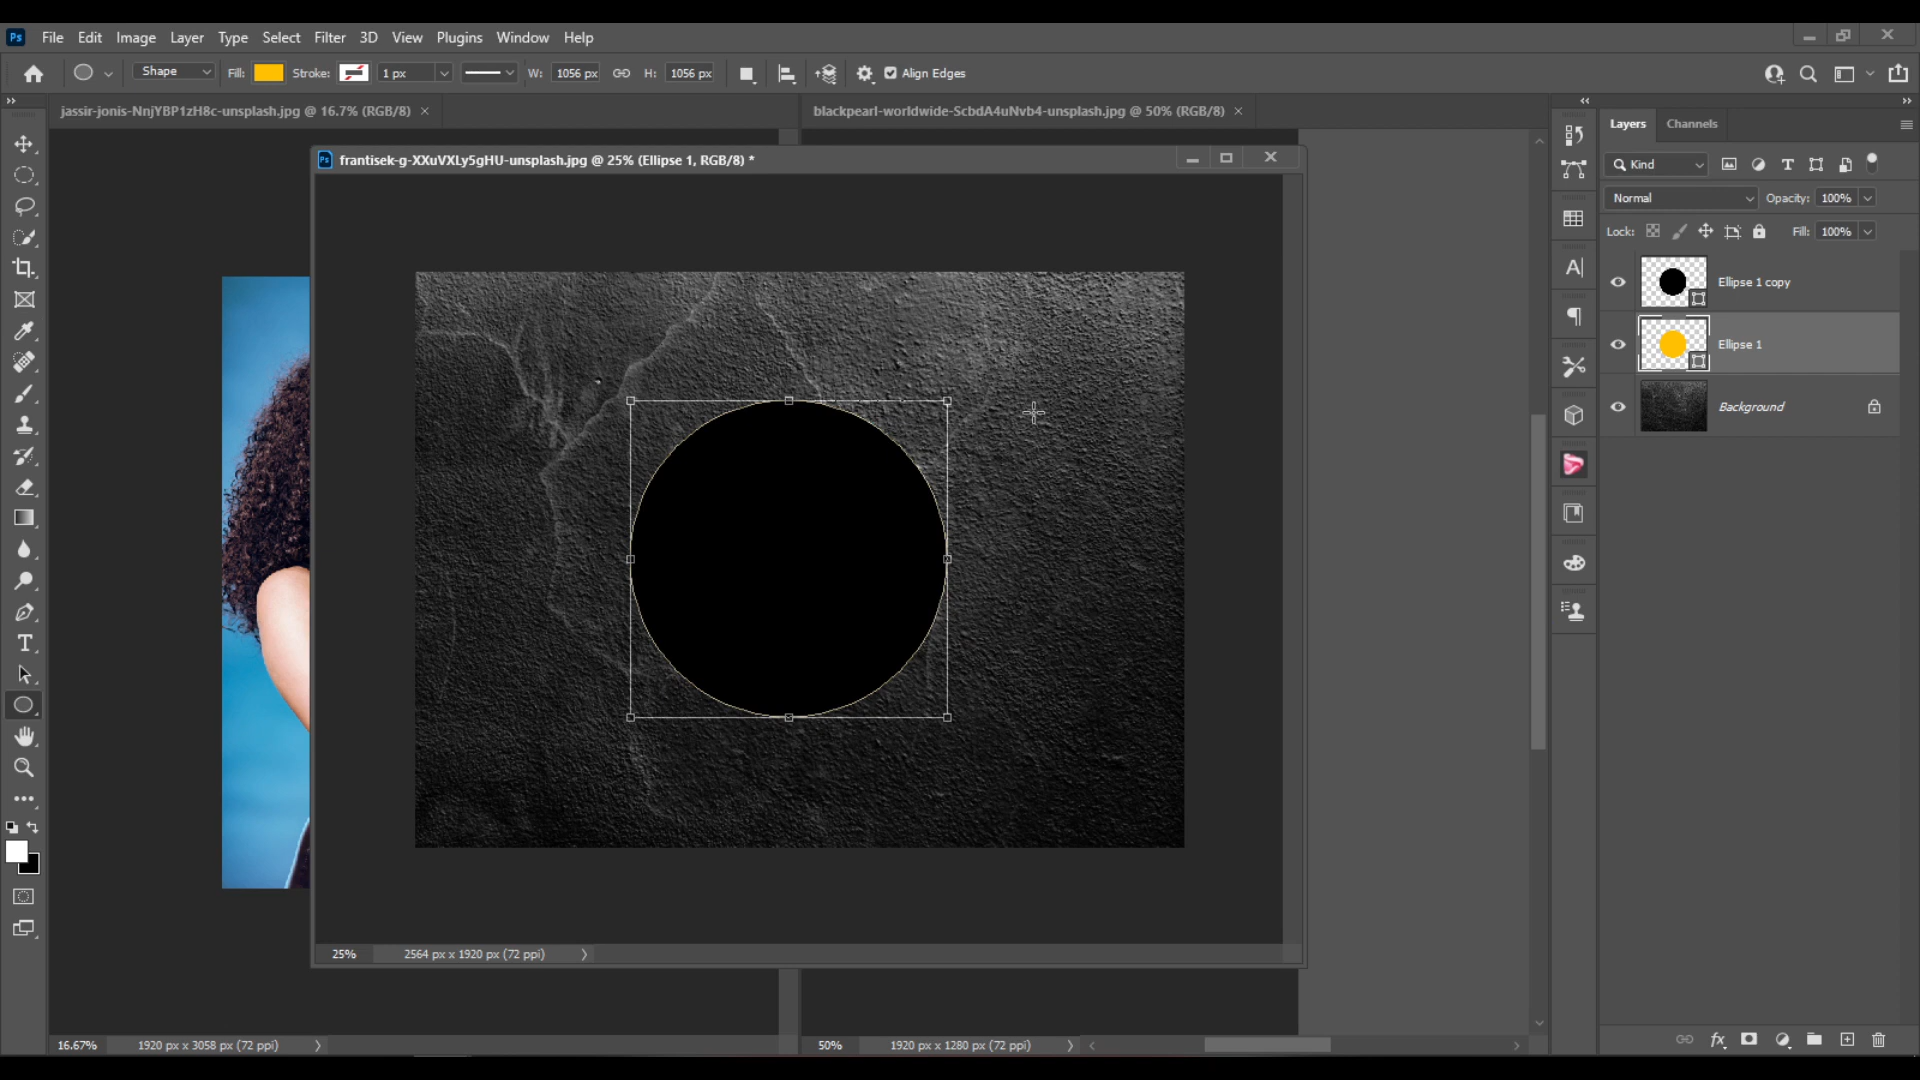 Ps File Edit Image Layer Type Select Filter 3D View Plugins Window Help
Shape Fill: Stroke: 1 px W: 1056 px H: 1056 px Align Edges
jassir-jonis-NnjYBP1zH8c-unsplash.jpg @ 16.7% (RGB/8) ×
blackpearl-worldwide-ScbdA4uNvb4-unsplash.jpg @ 50% (RGB/8) ×
Ps frantisek-g-XXuVXLy5gHU-unsplash.jpg @ 25% (Ellipse 1, RGB/8) *
Layers Channels
Kind
Normal Opacity: 100%
Lock: Fill: 100%
Ellipse 1 copy
Ellipse 1
Background
25% 2564 px x 1920 px (72 ppi)
16.67% 1920 px x 3058 px (72 ppi)
50% 1920 px x 1280 px (72 ppi)